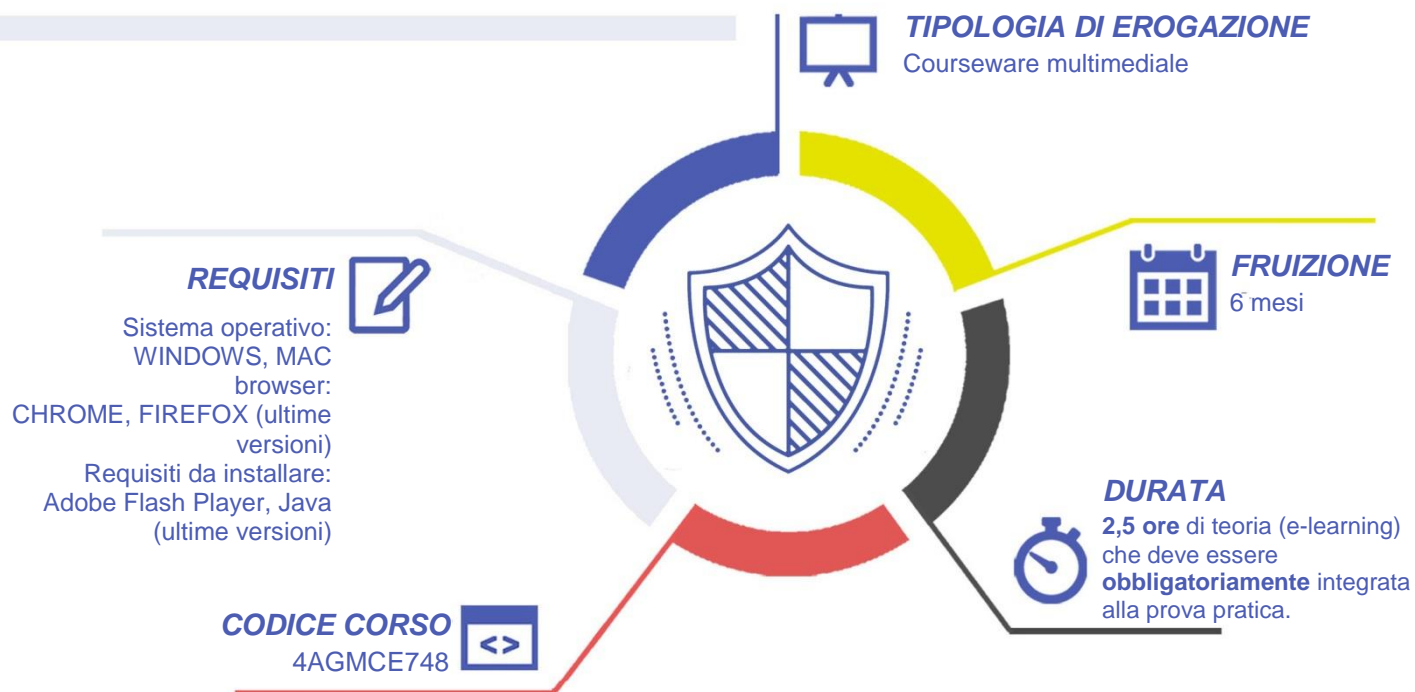 TIPOLOGIA DI EROGAZIONE
Courseware multimediale
REQUISITI
Sistema operativo:
WINDOWS, MAC
browser:
CHROME, FIREFOX (ultime
versioni)
Requisiti da installare:
Adobe Flash Player, Java
(ultime versioni)
FRUIZIONE
6 mesi
DURATA
2,5 ore di teoria (e-learning)
che deve essere
obbligatoriamente integrata
alla prova pratica.
CODICE CORSO
<>
4AGMCE748